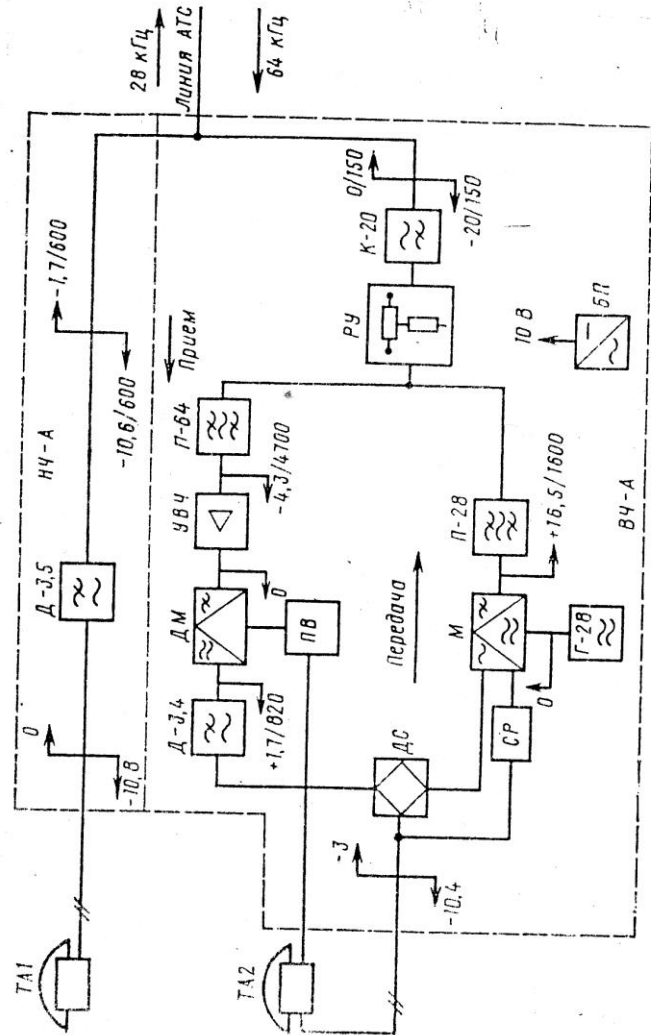 28 кГц
Линия АТС
64 кГц
НЧ-А
-1,7/600
-10,6/600
Д-3,5
0
-10,8
ТА1
Прием
П-64
УВЧ
-4,3/4700
ДМ
0
ПВ
Д-3,4
+1,7/820
0/150
-20/150
К-20
РУ
10 В
БП
Передача
П-28
+16,5/1600
ВЧ-А
М
Г-28
0
СР
ДС
-3
-10,4
ТА2